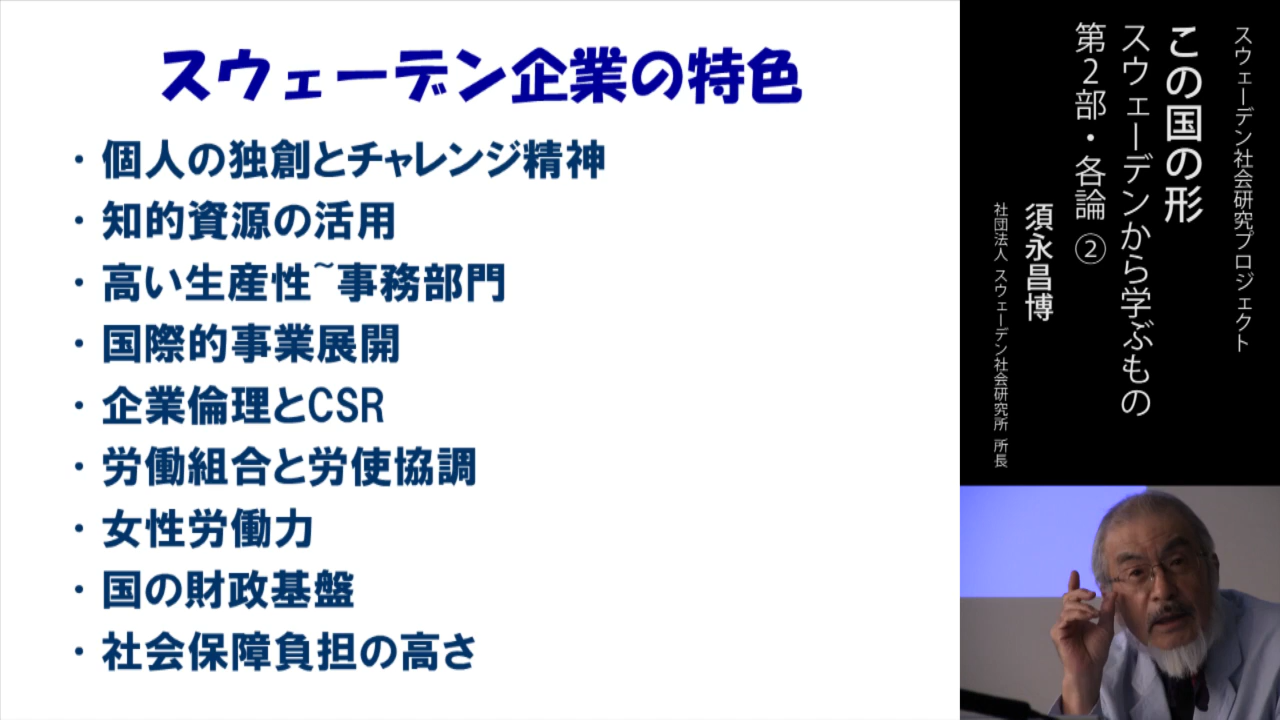 スウェーデン企業の特色
・個人の独創とチャレンジ精神
・知的資源の活用
・高い生産性~事務部門
・国際的事業展開
・企業倫理とCSR
・労働組合と労使協調
・女性労働力
・国の財政基盤
・社会保障負担の高さ
スウェーデン社会研究プロジェクト
この国の形
スウェーデンから学ぶもの
第2部・各論②
須永昌博
社団法人 スウェーデン社会研究所 所長